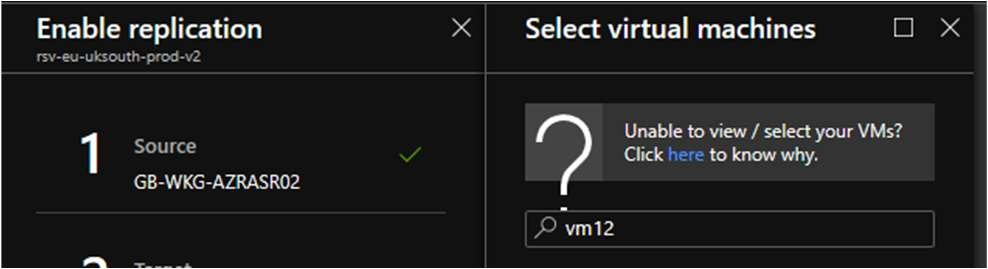 Enable replication
rsv-eu-uksouth-prod-v2
1
Source
GB-WKG-AZRASR02
Select virtual machines
Unable to view / select your VMs?
Click here to know why.
vm12